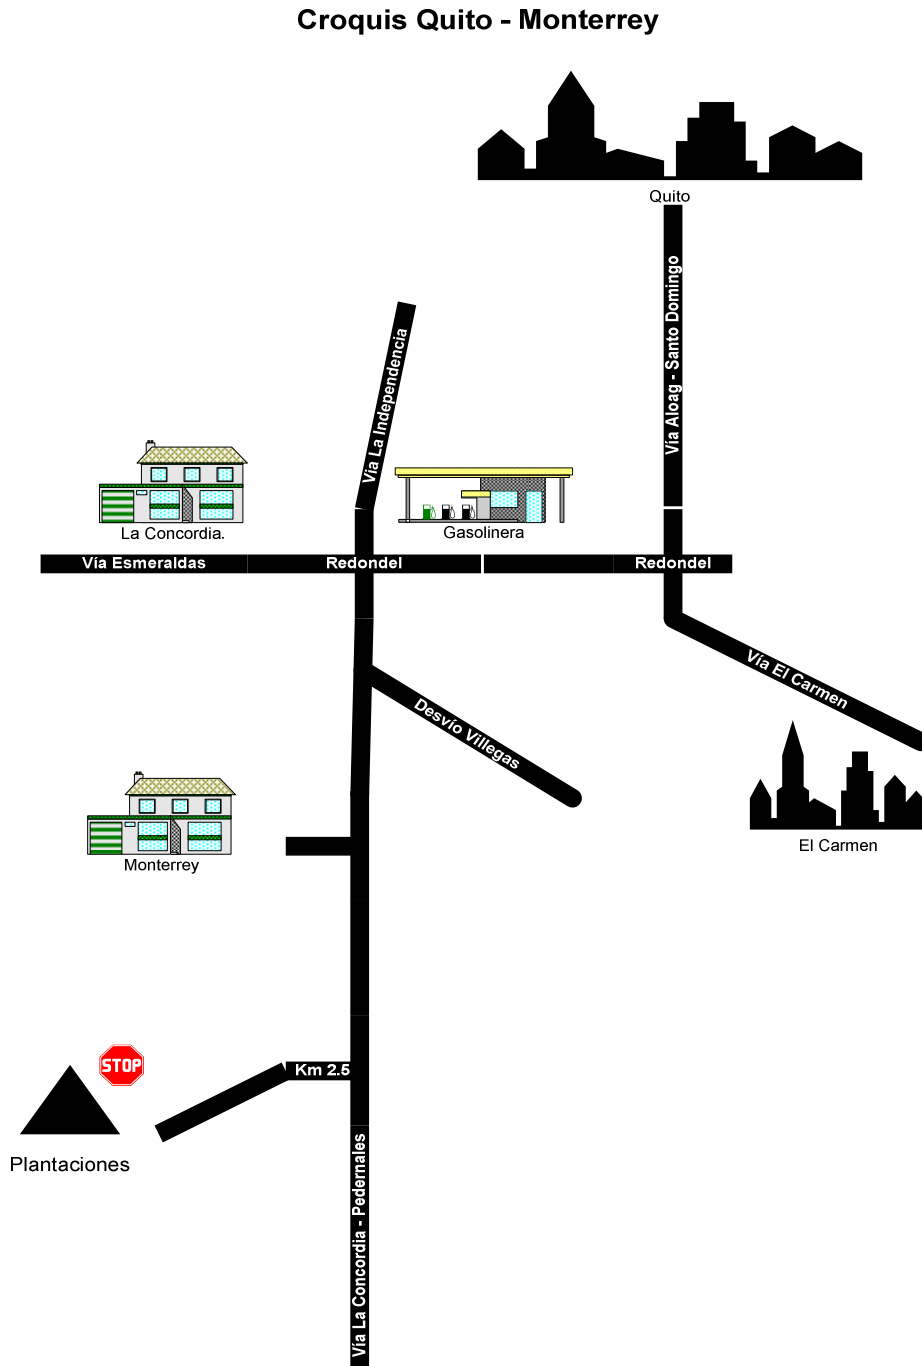 Croquis Quito - Monterrey
Quito
Vía Aloag - Santo Domingo
Vía La Independencia
La Concordia.
Gasolinera
Vía Esmeraldas
Redondel
Redondel
Vía El Carmen
Desvío Villegas
El Carmen
Monterrey
STOP
Km 2.5
Plantaciones
Vía La Concordia - Pedernales